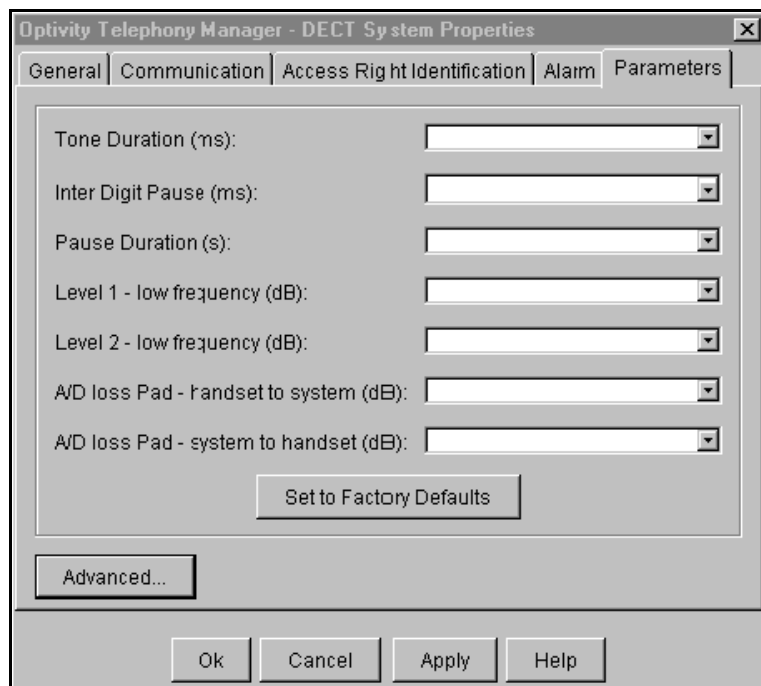 Optivity Telephony Manager - DECT System Properties
General Communication Access Right Identification Alarm Parameters
Tone Duration (ms):
Inter Digit Pause (ms):
Pause Duration (s):
Level 1 - low frequency (dB):
Level 2 - low frequency (dB):
A/D loss Pad - handset to system (dB):
A/D loss Pad - system to handset (dB):
Set to Factory Defaults
Advanced...
Ok Cancel Apply Help